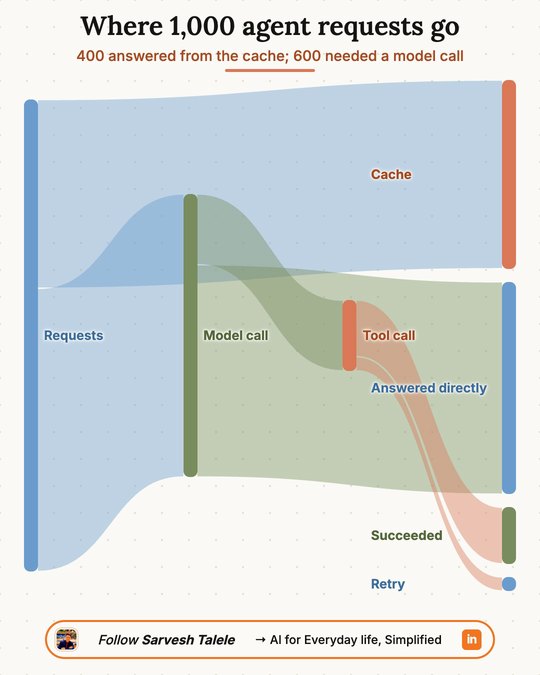 Where 1,000 agent requests go
400 answered from the cache; 600 needed a model call
Cache
Requests
Model call
Tool call
Answered directly
Succeeded
Retry
Follow Sarvesh Talele → AI for Everyday life, Simplified in